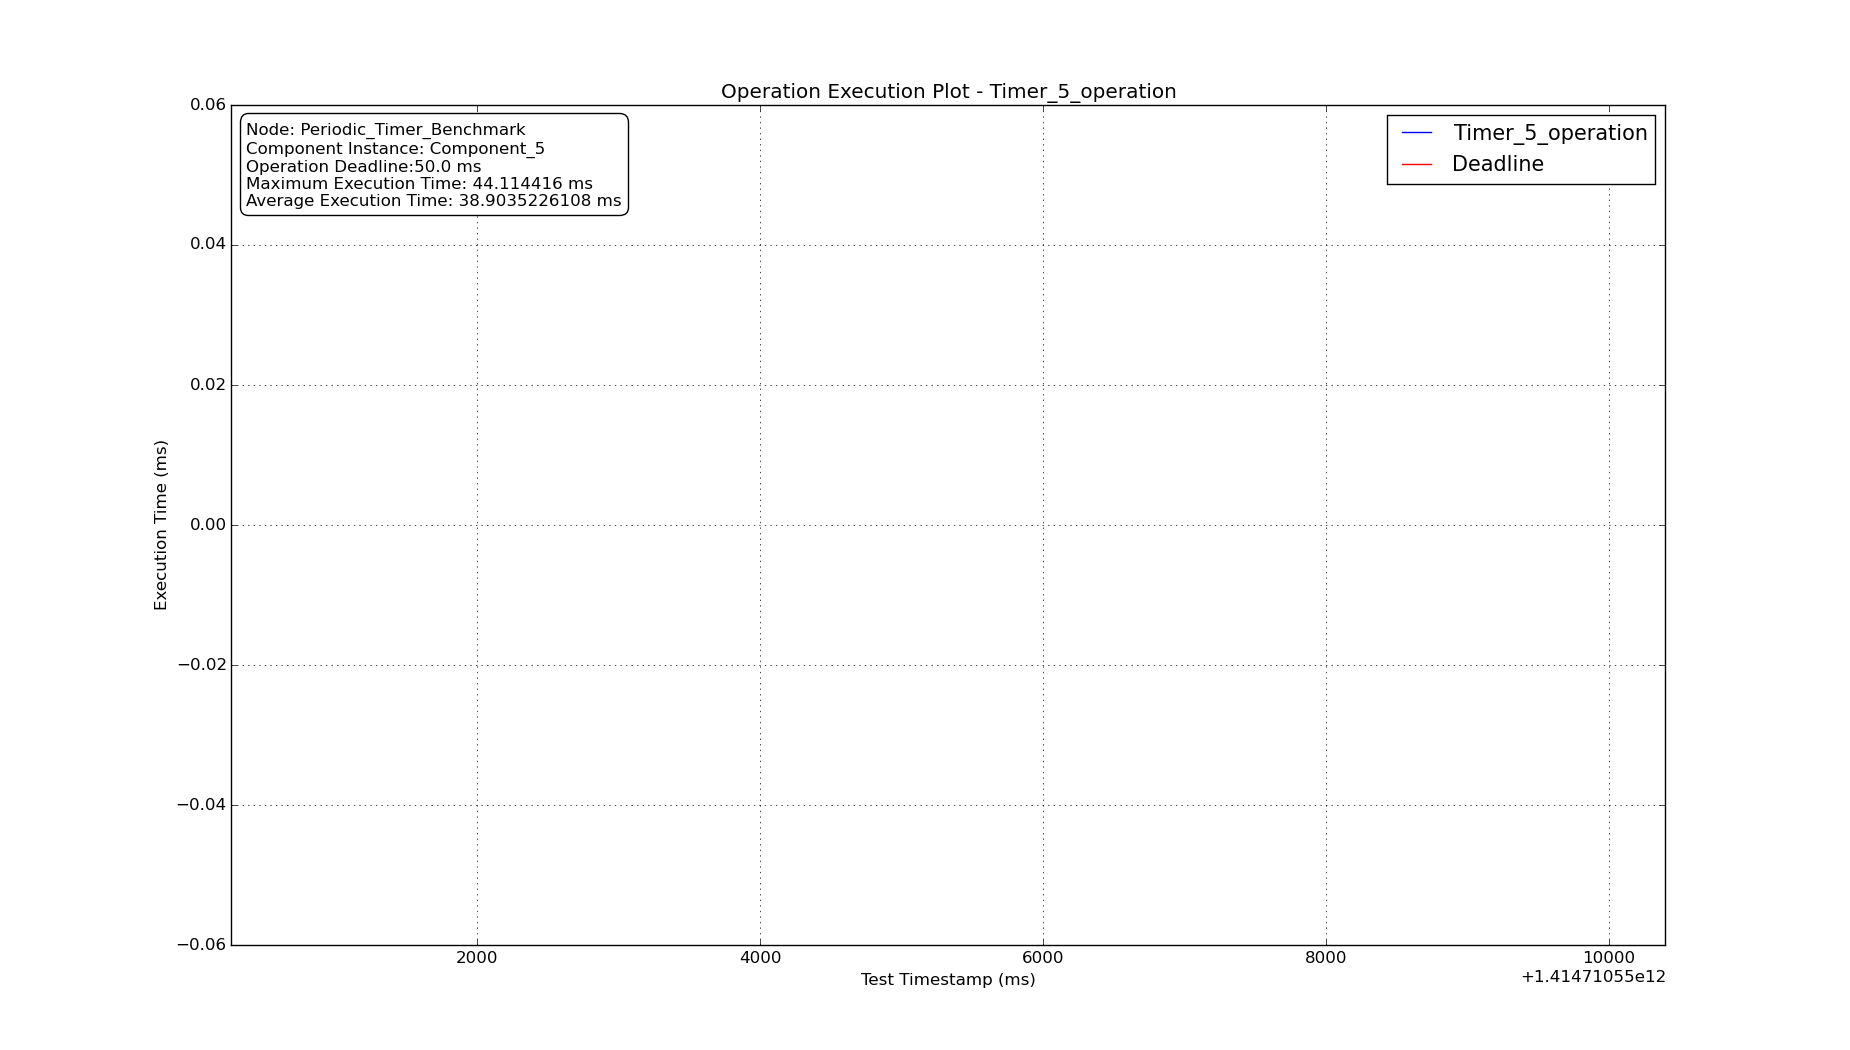 Operation Execution Plot - Timer_5_operation
Node: Periodic_Timer_Benchmark
Component Instance: Component_5
Operation Deadline:50.0 ms
Maximum Execution Time: 44.114416 ms
Average Execution Time: 38.9035226108 ms
Timer_5_operation
Deadline
0.06
0.04
0.02
0.00
−0.02
−0.04
−0.06
Execution Time (ms)
2000 4000 6000 8000 10000
+1.41471055e12
Test Timestamp (ms)